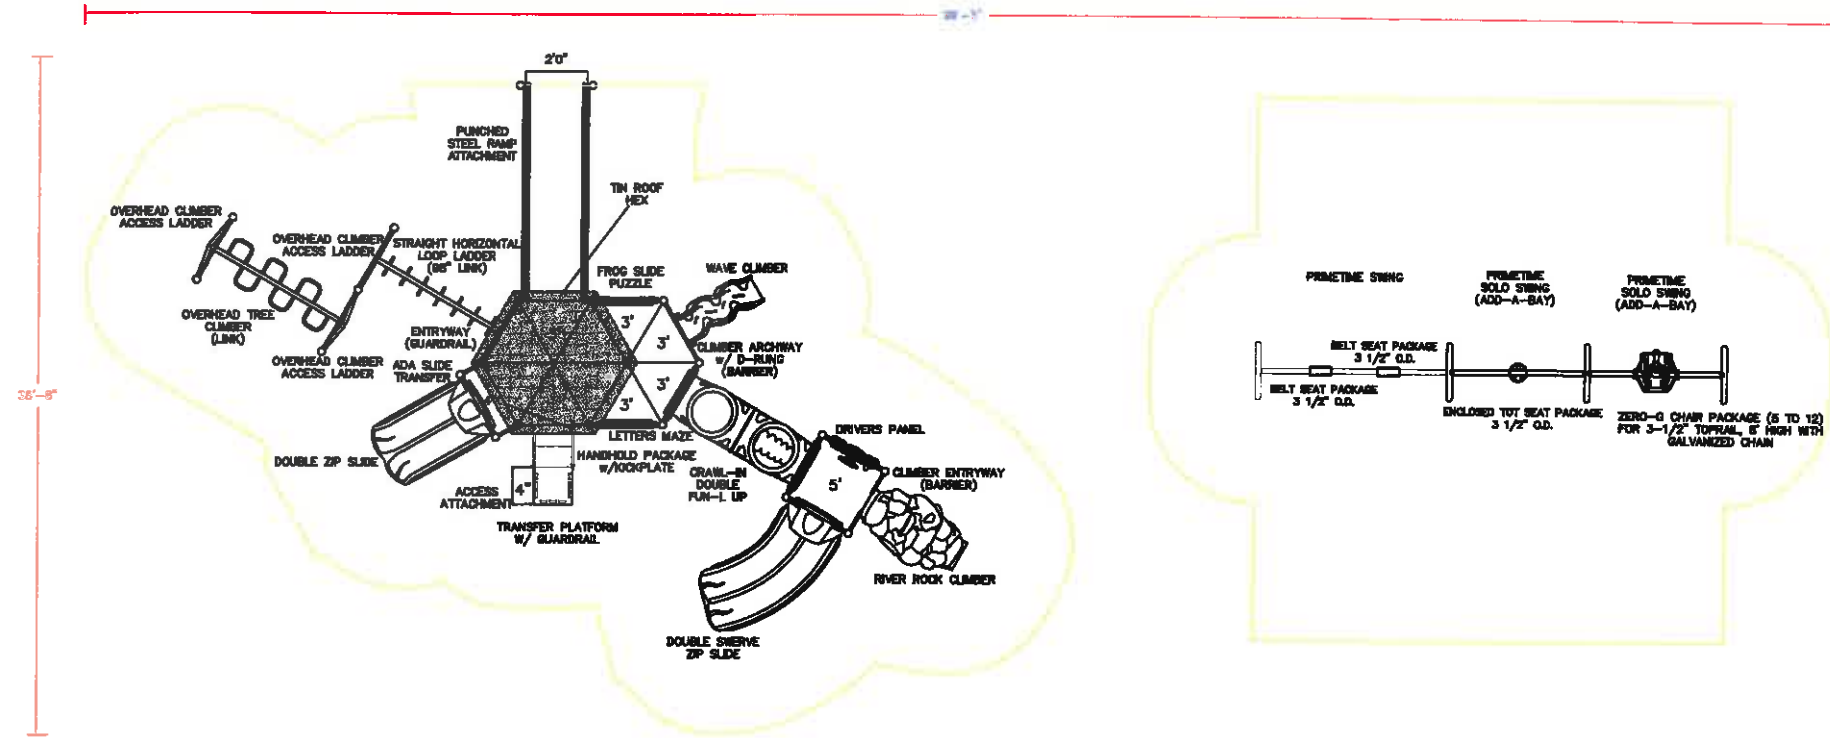 2'0"
PUNCHED
STEEL RAMP
ATTACHMENT
TIN ROOF
HEX
OVERHEAD CLIMBER
ACCESS LADDER
OVERHEAD CLIMBER
ACCESS LADDER
STRAIGHT HORIZONTAL
LOOP LADDER
FROG SLIDE
PUZZLE
WAVE CLIMBER
OVERHEAD TREE
CLIMBER
(LINK)
ENTRYWAY
(GUARDRAIL)
3'
3'
3'
3'
CLIMBER ARCHWAY
w/ D-RUNG
(BARRIER)
OVERHEAD CLIMBER
ACCESS LADDER
ADA SLIDE
TRANSFER
DOUBLE ZIP SLIDE
LETTERS MAZE
HANDHOLD PACKAGE
w/KICKPLATE
ACCESS
ATTACHMENT
4"
TRANSFER PLATFORM
W/ GUARDRAIL
CRAWL-IN
DOUBLE
FUN-L UP
DRIVERS PANEL
5'
CLIMBER ENTRYWAY
(BARRIER)
RIVER ROCK CLIMBER
DOUBLE SWERVE
ZIP SLIDE
PRIMETIME SWING
PRIMETIME
SOLO SWING
(ADD-A-BAY)
PRIMETIME
SOLO SWING
(ADD-A-BAY)
BELT SEAT PACKAGE
3 1/2" O.D.
BELT SEAT PACKAGE
3 1/2" O.D.
ENCLOSED TOT SEAT PACKAGE
3 1/2" O.D.
ZERO-G CHAIR PACKAGE (5 TO 12)
FOR 3-1/2" TOPRAIL, 8' HIGH WITH
GALVANIZED CHAIN